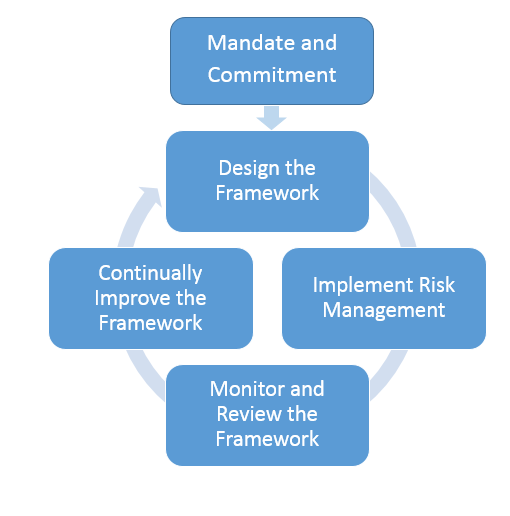 Mandate and
Commitment
Design the
Framework
Implement Risk
Management
Monitor and
Review the
Framework
Continually
Improve the
Framework